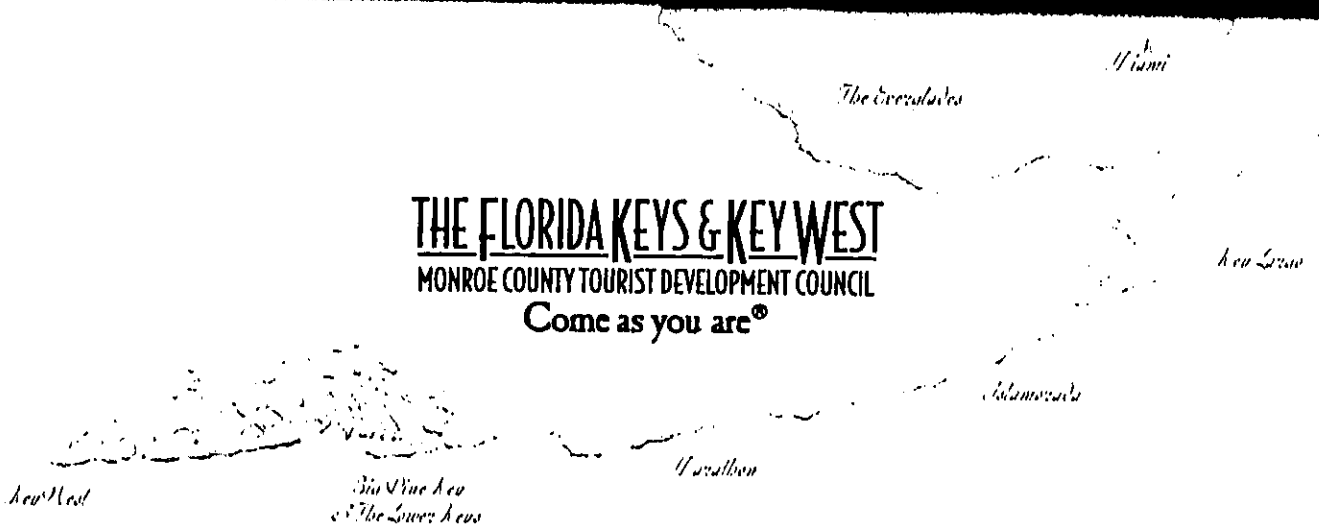 Miami
The Everglades
THE FLORIDA KEYS & KEY WEST
MONROE COUNTY TOURIST DEVELOPMENT COUNCIL
Come as you are®
Key Largo
Islamorada
Marathon
Key West
Big Pine Key
& The Lower Keys